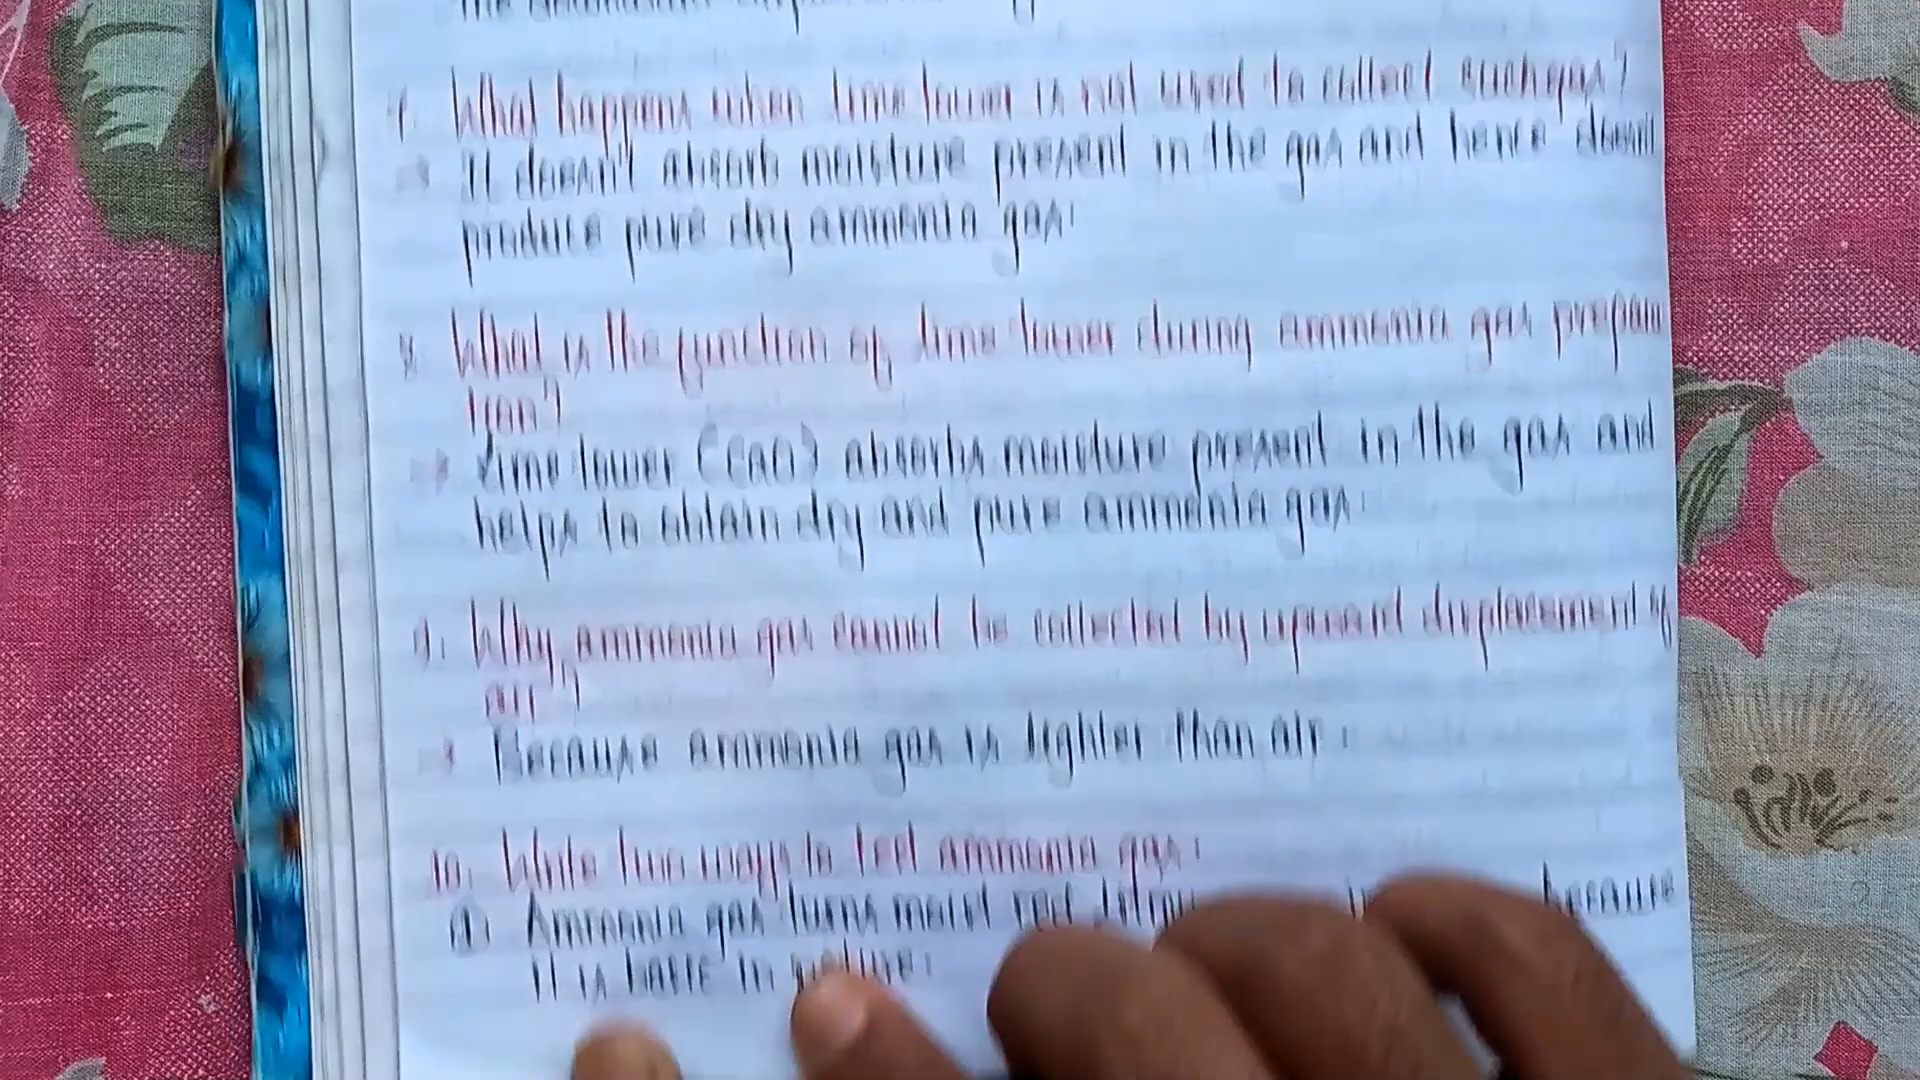 7. What happens when lime tower is not used to collect such gas?
→ It doesn't absorb moisture present in the gas and hence doesn't
produce pure dry ammonia gas.
8. What is the function of lime tower during ammonia gas prepara
tion?
→ Lime tower (CaO) absorbs moisture present in the gas and
helps to obtain dry and pure ammonia gas.
9. Why ammonia gas cannot be collected by upward displacement of
air?
→ Because ammonia gas is lighter than air.
10. Write two ways to test ammonia gas.
a) Ammonia gas turns moist red because
It is basic in nature.